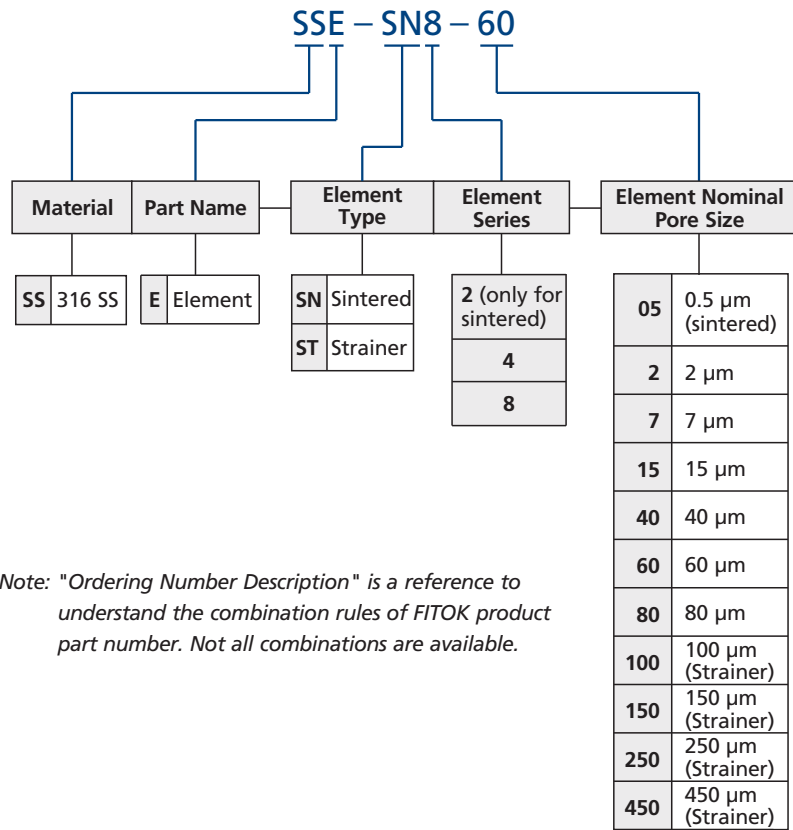 SSE – SN8 – 60
Material
Part Name
Element
Type
Element
Series
Element Nominal
Pore Size
SS 316 SS
E Element
SN Sintered
ST Strainer
2 (only for
sintered)
4
8
05 0.5 µm
(sintered)
2 2 µm
7 7 µm
15 15 µm
40 40 µm
60 60 µm
80 80 µm
100 100 µm
(Strainer)
150 150 µm
(Strainer)
250 250 µm
(Strainer)
450 450 µm
(Strainer)
Note: "Ordering Number Description" is a reference to
understand the combination rules of FITOK product
part number. Not all combinations are available.